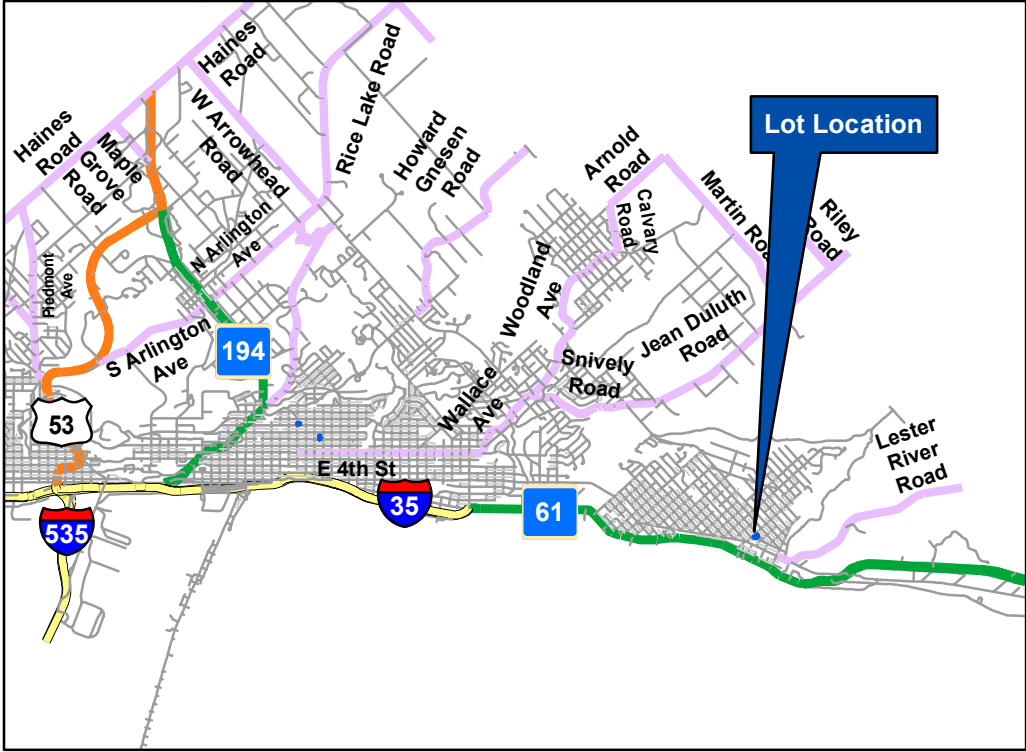 Haines
Road
Haines
Road
Maple
Grove
Road
W Arrowhead
Road
Rice Lake Road
Howard
Gnesen
Road
Arnold
Road
Calvary
Road
Martin Road
Riley
Road
Lot Location
Piedmont
Ave
N Arlington
Ave
S Arlington
Ave
194
Woodland
Ave
Wallace
Ave
Snively
Road
Jean Duluth
Road
53
E 4th St
35
61
535
Lester
River
Road